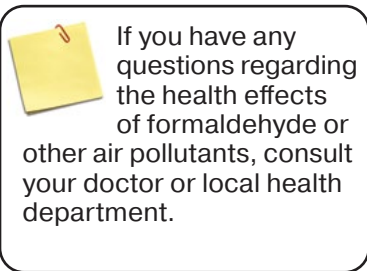 If you have any
questions regarding
the health effects
of formaldehyde or
other air pollutants, consult
your doctor or local health
department.